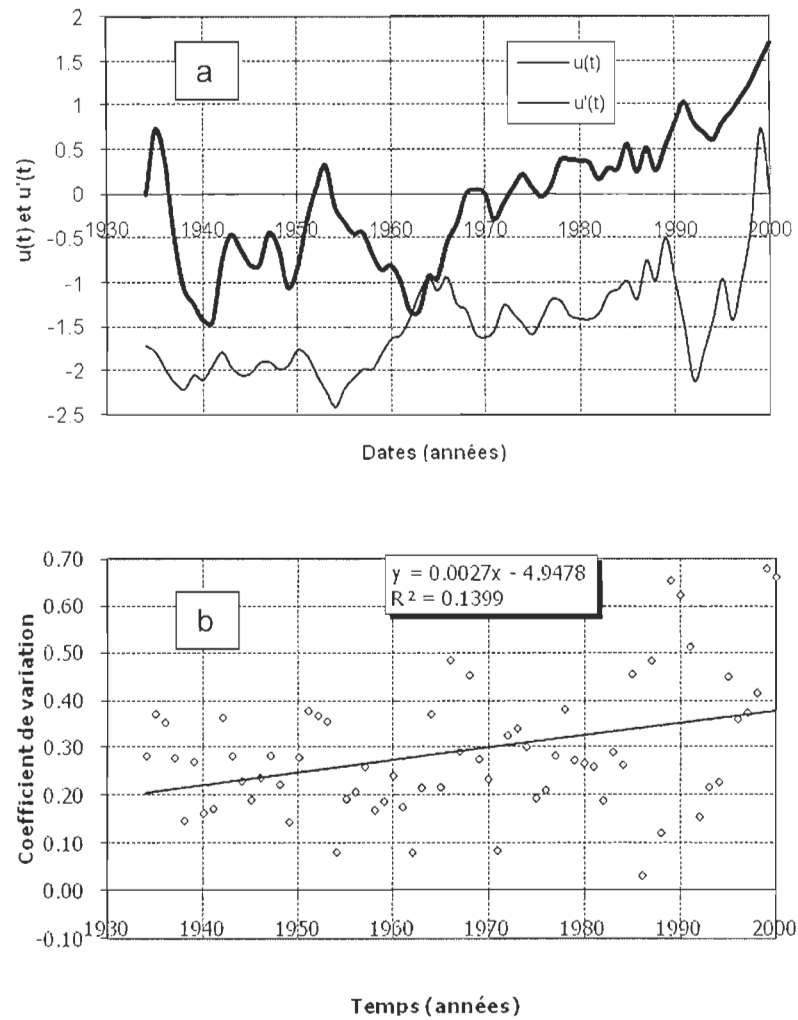 2
1.5
1
0.5
0
-0.5
-1
-1.5
-2
-2.5
a
u(t)
u'(t)
u(t) et u'(t)
1930 1940 1950 1960 1970 1980 1990 2000
Dates (années)
0.70
0.60
0.50
0.40
0.30
0.20
0.10
0.00
-0.10
b
y = 0.0027x - 4.9478
R² = 0.1399
Coefficient de variation
1930 1940 1950 1960 1970 1980 1990 2000
Temps (années)